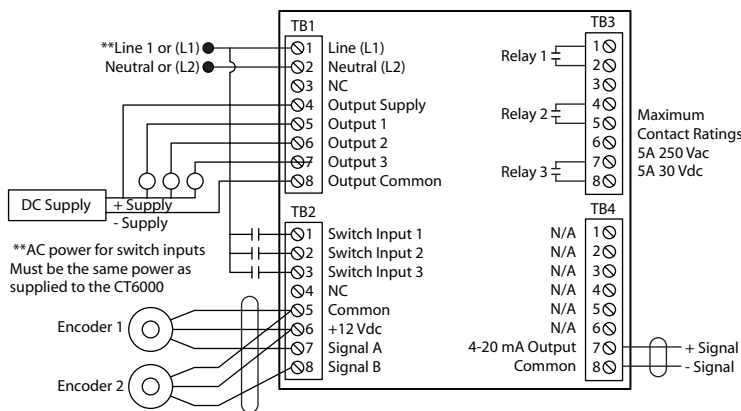 TB1
**Line 1 or (L1)
Neutral or (L2)
1 Line (L1)
2 Neutral (L2)
3 NC
4 Output Supply
5 Output 1
6 Output 2
7 Output 3
8 Output Common
DC Supply
+ Supply
- Supply
**AC power for switch inputs
Must be the same power as
supplied to the CT6000
TB2
1 Switch Input 1
2 Switch Input 2
3 Switch Input 3
4 NC
5 Common
6 +12 Vdc
7 Signal A
8 Signal B
Encoder 1
Encoder 2
TB3
Relay 1
Relay 2
Relay 3
1
2
3
4
5
6
7
8
Maximum
Contact Ratings
5A 250 Vac
5A 30 Vdc
TB4
N/A 1
N/A 2
N/A 3
N/A 4
N/A 5
N/A 6
4-20 mA Output 7
Common 8
+ Signal
- Signal